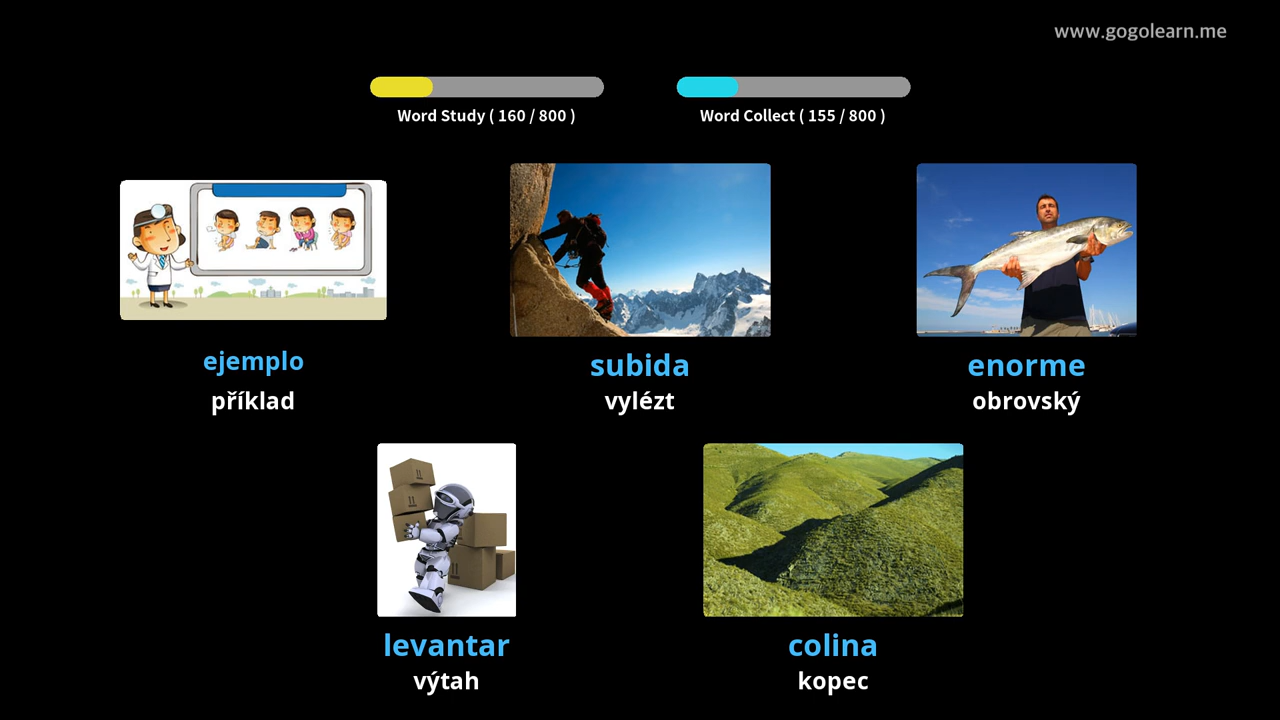 www.gogolearn.me
Word Study ( 160 / 800 )
Word Collect ( 155 / 800 )
ejemplo
příklad
subida
vylézt
enorme
obrovský
levantar
výtah
colina
kopec